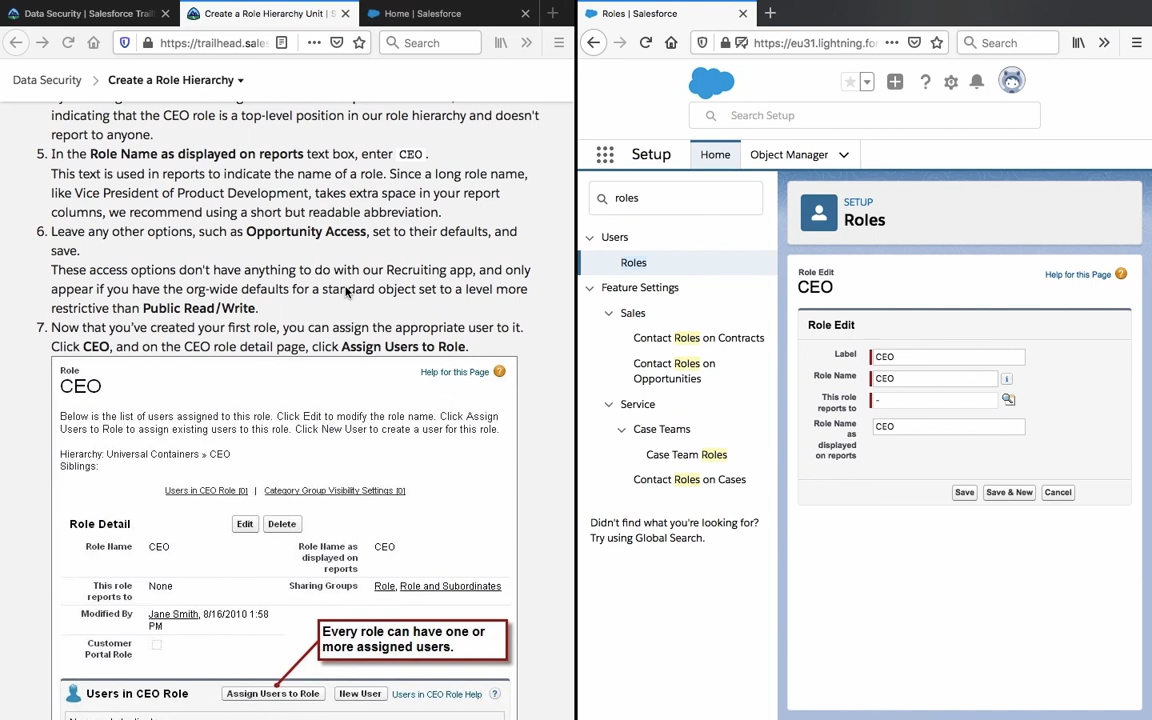 Data Security | Salesforce Trail
Create a Role Hierarchy Unit | S
Home | Salesforce
https://trailhead.sale
Search
Data Security
Create a Role Hierarchy
indicating that the CEO role is a top-level position in our role hierarchy and doesn't
report to anyone.
5. In the Role Name as displayed on reports text box, enter CEO.
This text is used in reports to indicate the name of a role. Since a long role name,
like Vice President of Product Development, takes extra space in your report
columns, we recommend using a short but readable abbreviation.
6. Leave any other options, such as Opportunity Access, set to their defaults, and
save.
These access options don't have anything to do with our Recruiting app, and only
appear if you have the org-wide defaults for a standard object set to a level more
restrictive than Public Read/Write.
7. Now that you've created your first role, you can assign the appropriate user to it.
Click CEO, and on the CEO role detail page, click Assign Users to Role.
Role
CEO
Help for this Page
Below is the list of users assigned to this role. Click Edit to modify the role name. Click Assign
Users to Role to assign existing users to this role. Click New User to create a user for this role.
Hierarchy: Universal Containers » CEO
Siblings:
Users in CEO Role [0] | Category Group Visibility Settings [0]
Role Detail
Edit
Delete
Role Name
CEO
Role Name as
displayed on
reports
CEO
This role
reports to
None
Sharing Groups
Role, Role and Subordinates
Modified By
Jane Smith, 8/16/2010 1:58
PM
Customer
Portal Role
Every role can have one or
more assigned users.
Users in CEO Role
Assign Users to Role
New User
Users in CEO Role Help
Roles | Salesforce
https://eu31.lightning.fo
Search
Search Setup
Setup
Home
Object Manager
roles
Users
Roles
Feature Settings
Sales
Contact Roles on Contracts
Contact Roles on
Opportunities
Service
Case Teams
Case Team Roles
Contact Roles on Cases
Didn't find what you're looking for?
Try using Global Search.
SETUP
Roles
Role Edit
CEO
Help for this Page
Role Edit
Label
CEO
Role Name
CEO
This role
reports to
-
Role Name
as
displayed
on reports
CEO
Save
Save & New
Cancel